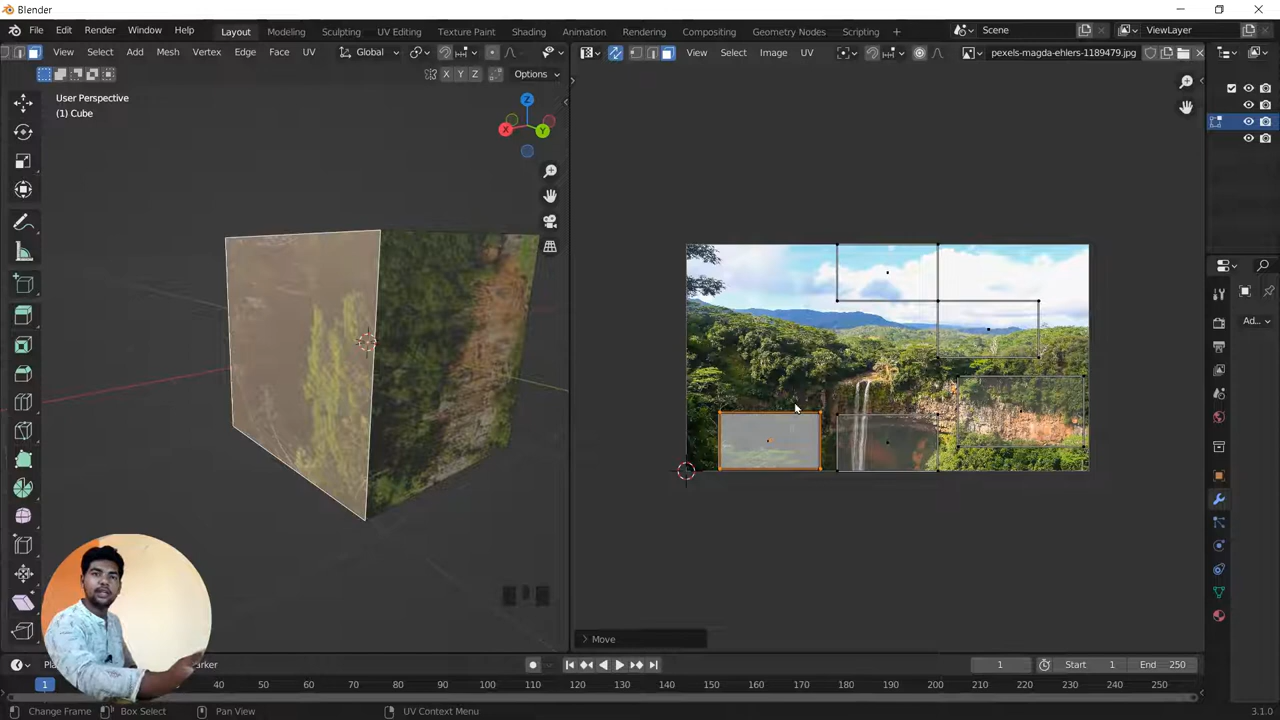 Blender
File Edit Render Window Help Layout Modeling Sculpting UV Editing Texture Paint Shading Animation Rendering Compositing Geometry Nodes Scripting + Scene ViewLayer
View Select Add Mesh Vertex Edge Face UV Global View Select Image UV pexels-magda-ehlers-1189479.jpg
X Y Z Options
User Perspective
(1) Cube
Z
X Y
Ad...
Move
arker 1 Start 1 End 250
1 40 50 60 70 80 90 100 110 120 130 140 150 160 170 180 190 200 210 220 230 240 250
Change Frame Box Select Pan View UV Context Menu 3.1.0